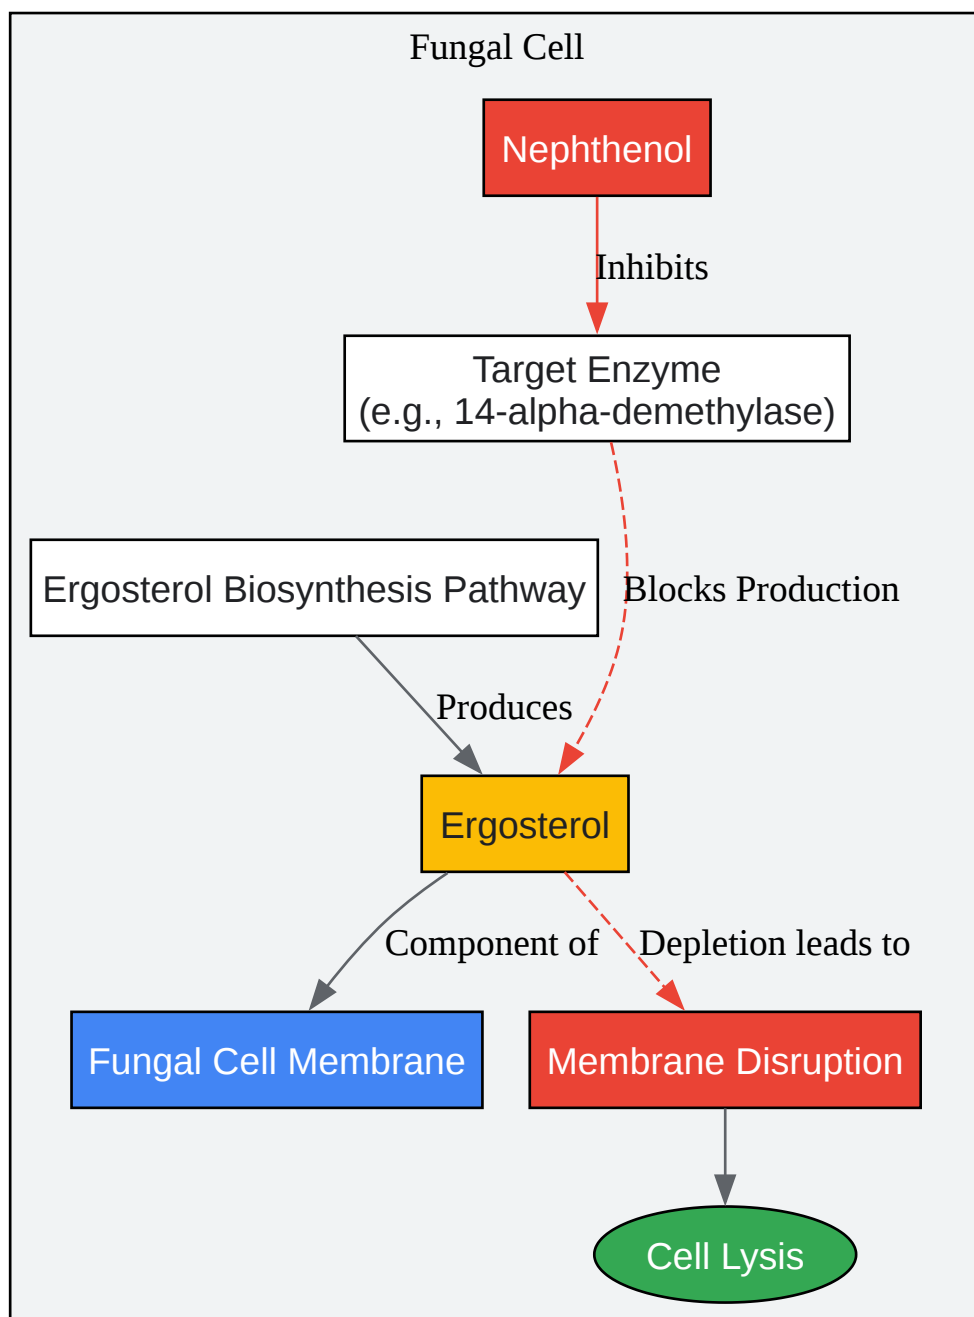 Fungal Cell
Nephthenol
Inhibits
Target Enzyme
(e.g., 14-alpha-demethylase)
Ergosterol Biosynthesis Pathway
Blocks Production
Produces
Ergosterol
Component of
Depletion leads to
Fungal Cell Membrane
Membrane Disruption
Cell Lysis